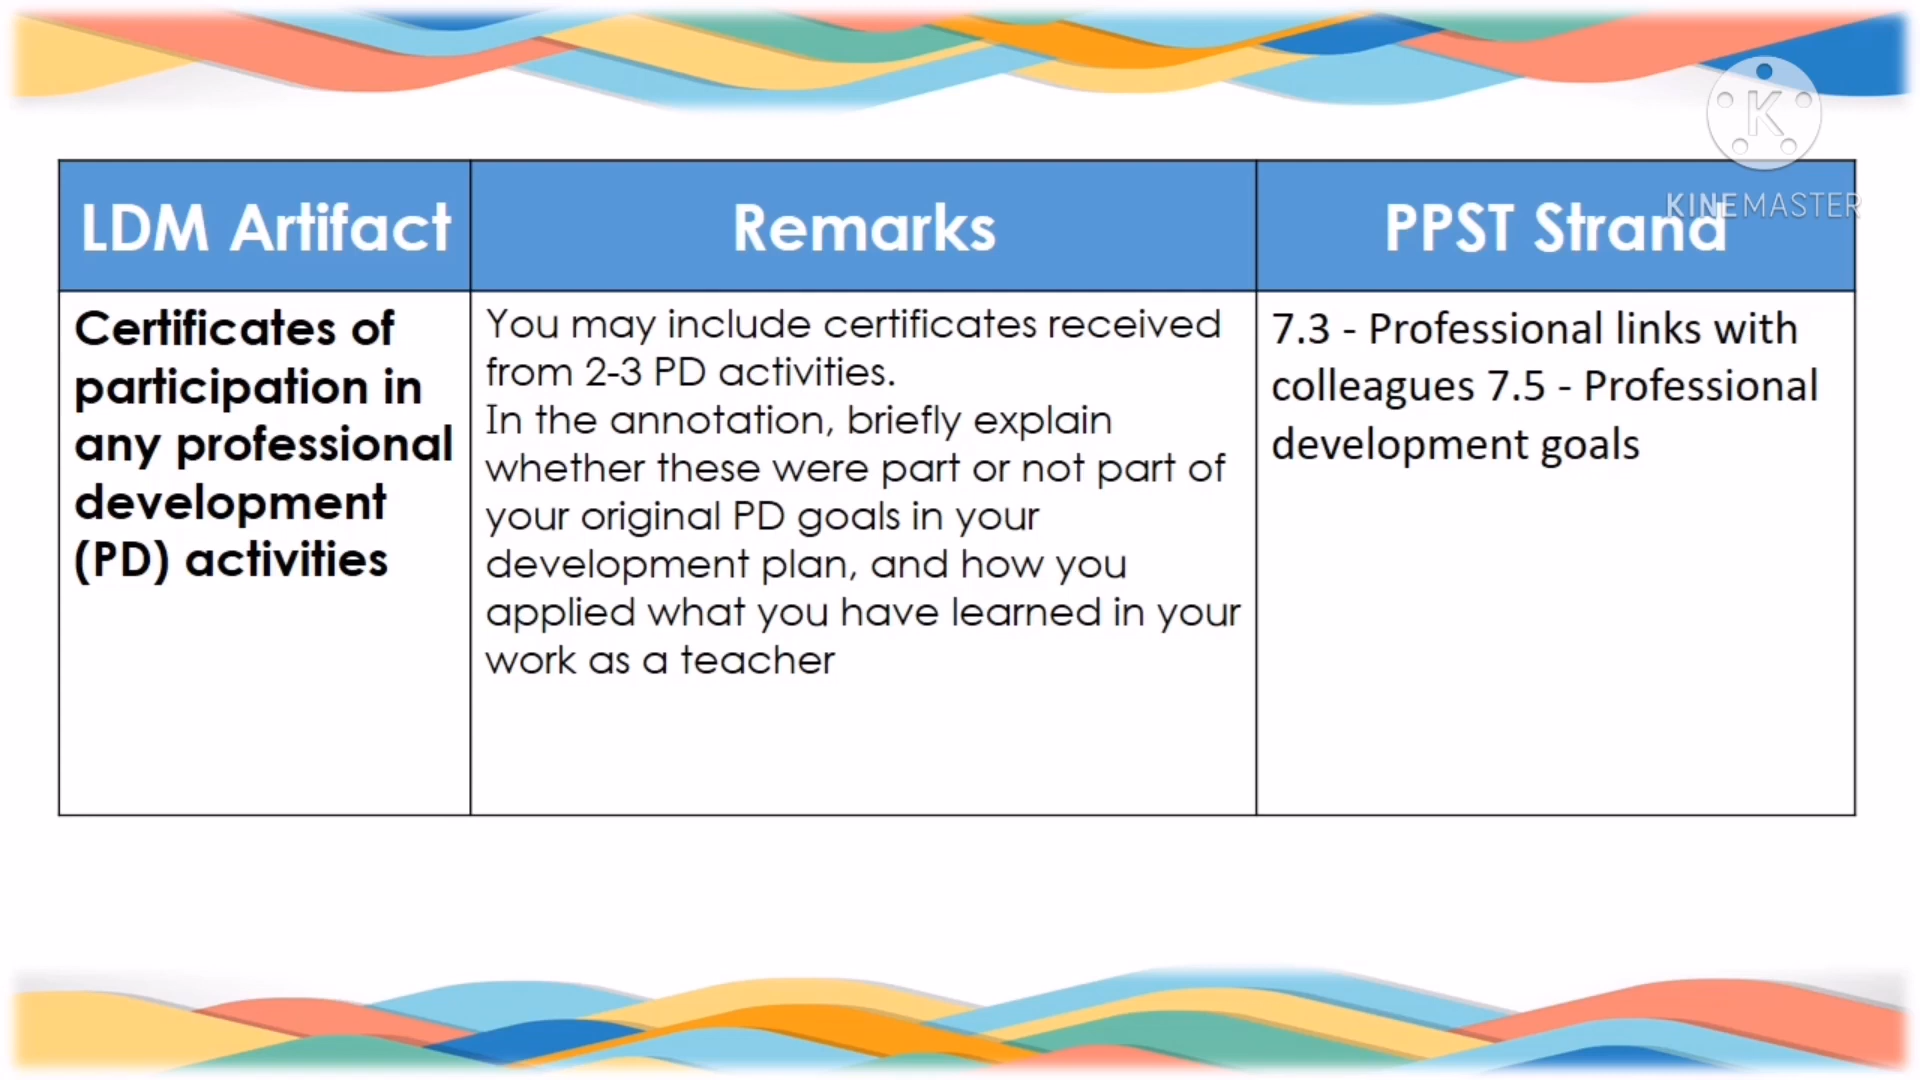 K
KINEMASTER
LDM Artifact
Remarks
PPST Strand
Certificates of
participation in
any professional
development
(PD) activities
You may include certificates received
from 2-3 PD activities.
In the annotation, briefly explain
whether these were part or not part of
your original PD goals in your
development plan, and how you
applied what you have learned in your
work as a teacher
7.3 - Professional links with
colleagues 7.5 - Professional
development goals